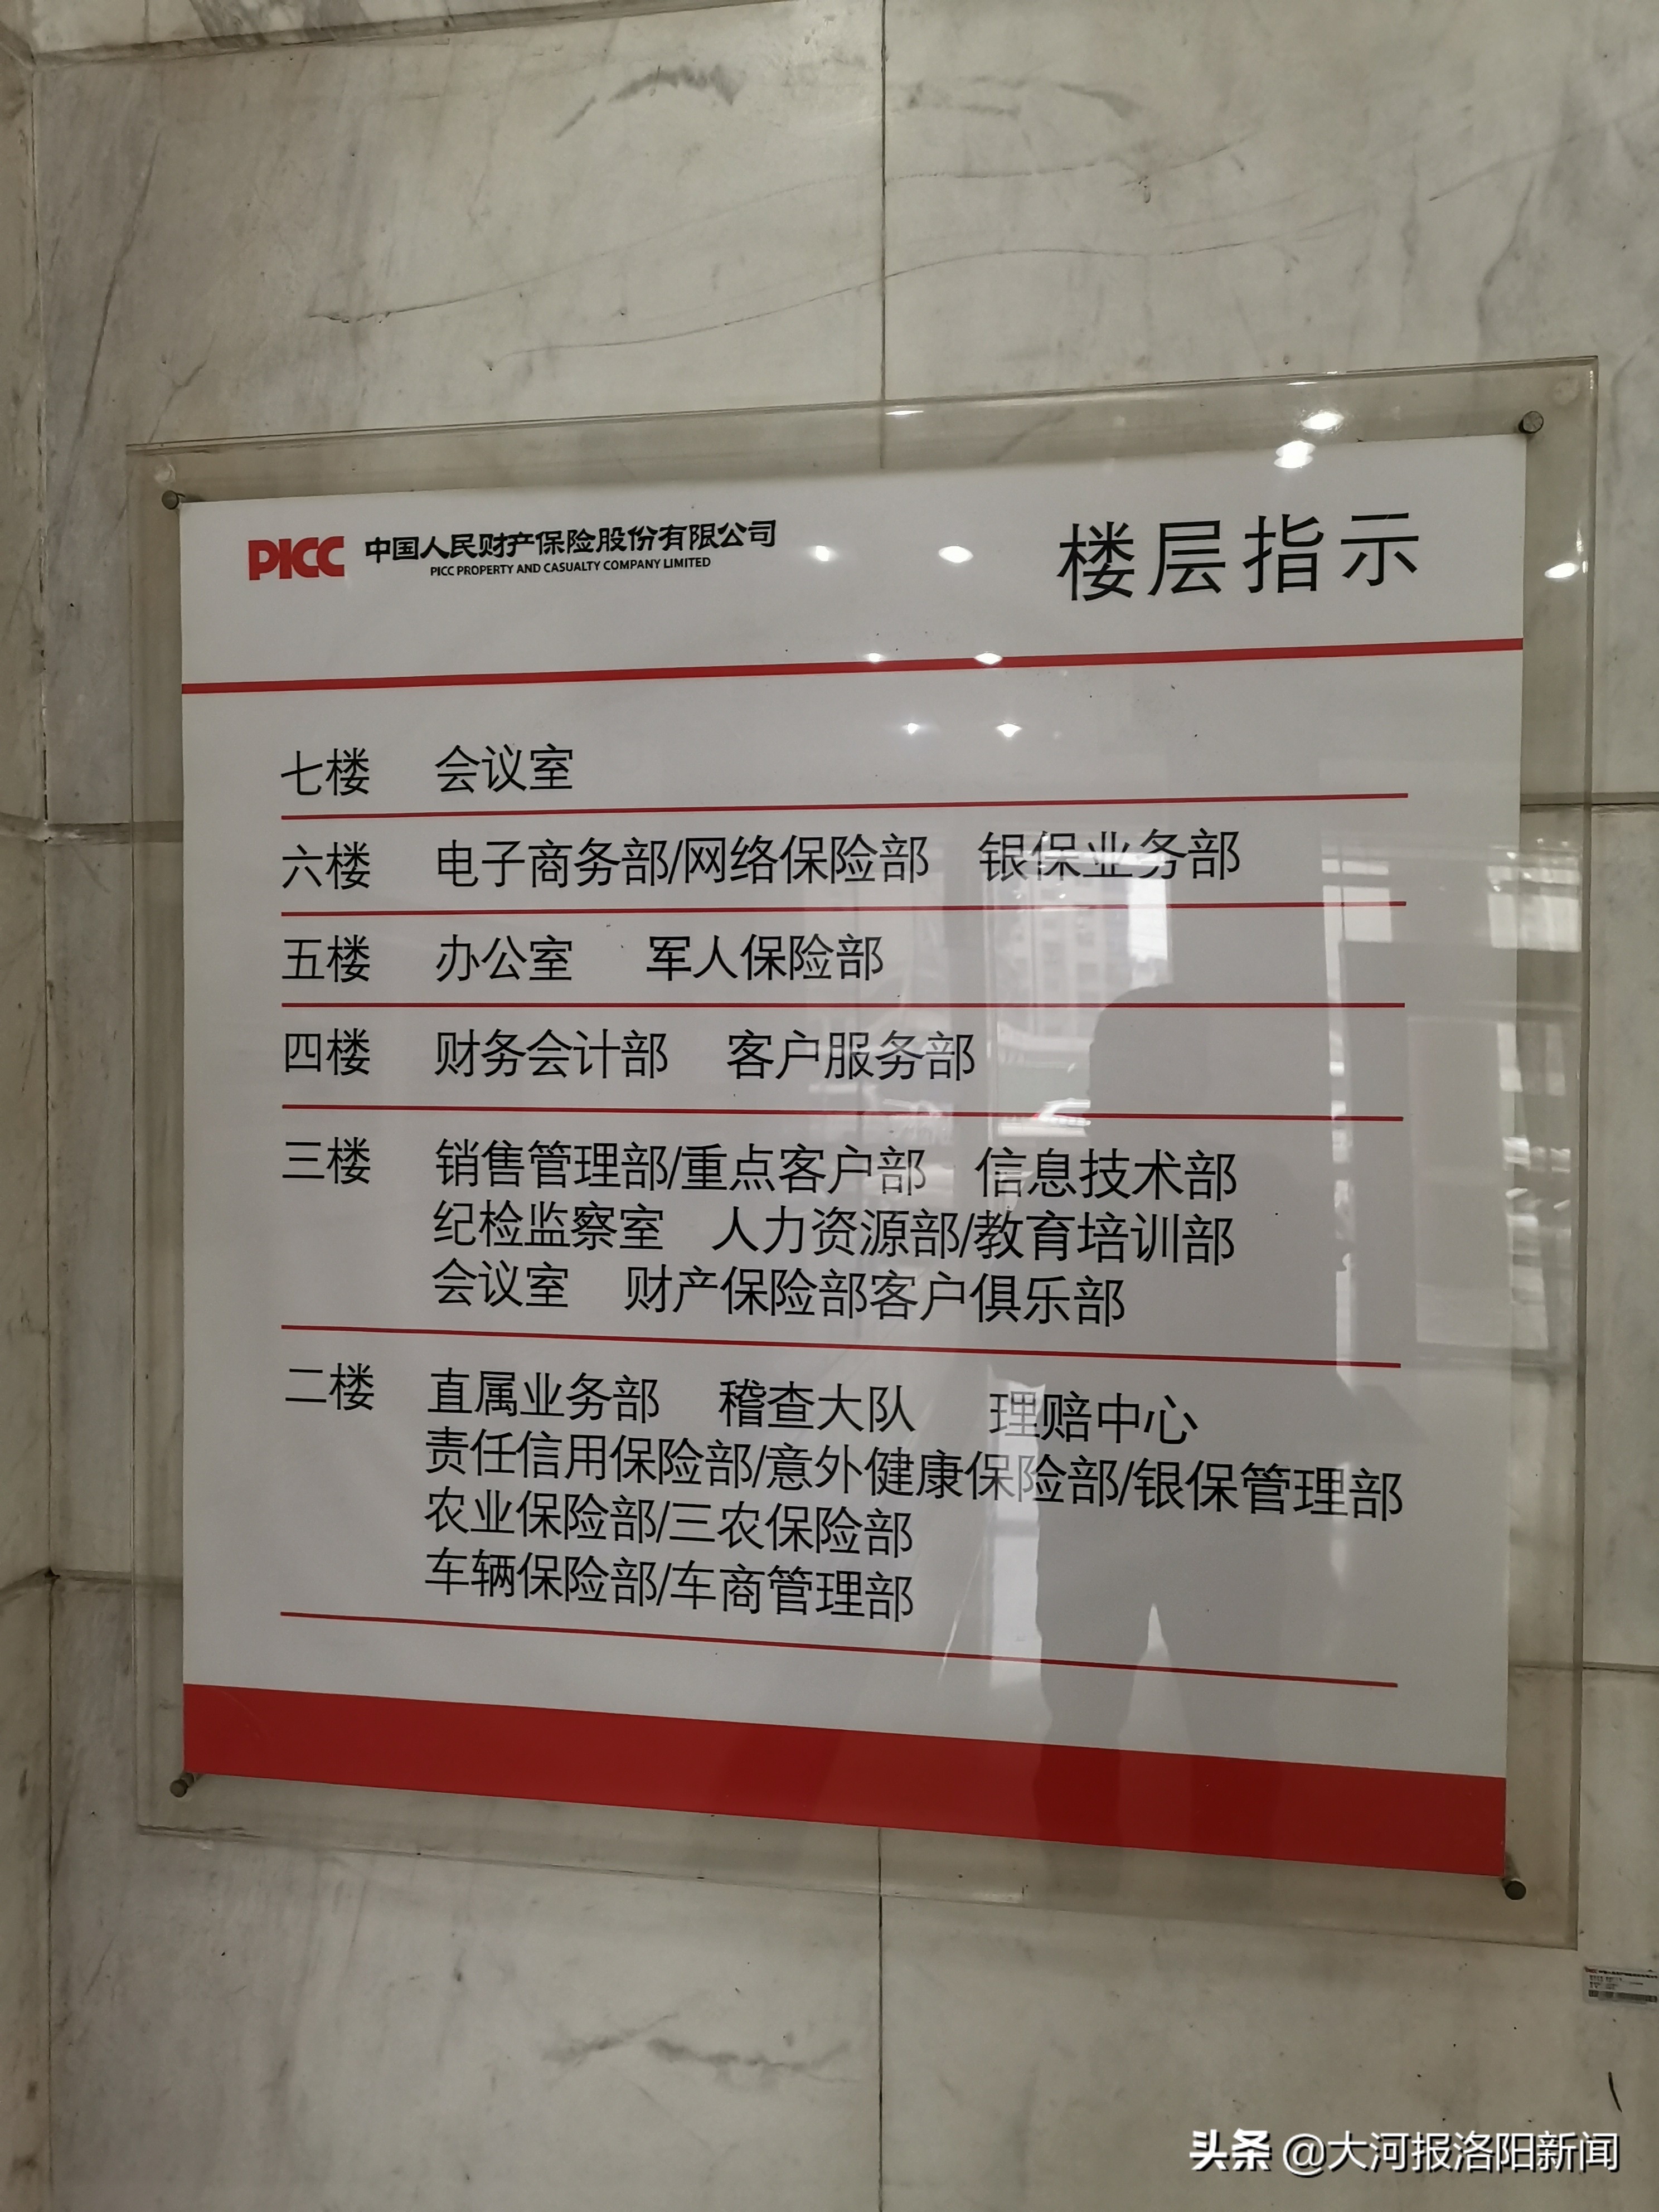 PICC 中国人民财产保险股份有限公司
PICC PROPERTY AND CASUALTY COMPANY LIMITED
楼层指示
七楼 会议室
六楼 电子商务部/网络保险部 银保业务部
五楼 办公室 军人保险部
四楼 财务会计部 客户服务部
三楼 销售管理部/重点客户部 信息技术部
纪检监察室 人力资源部/教育培训部
会议室 财产保险部客户俱乐部
二楼 直属业务部 稽查大队 理赔中心
责任信用保险部/意外健康保险部/银保管理部
农业保险部/三农保险部
车辆保险部/车商管理部
头条 @大河报洛阳新闻